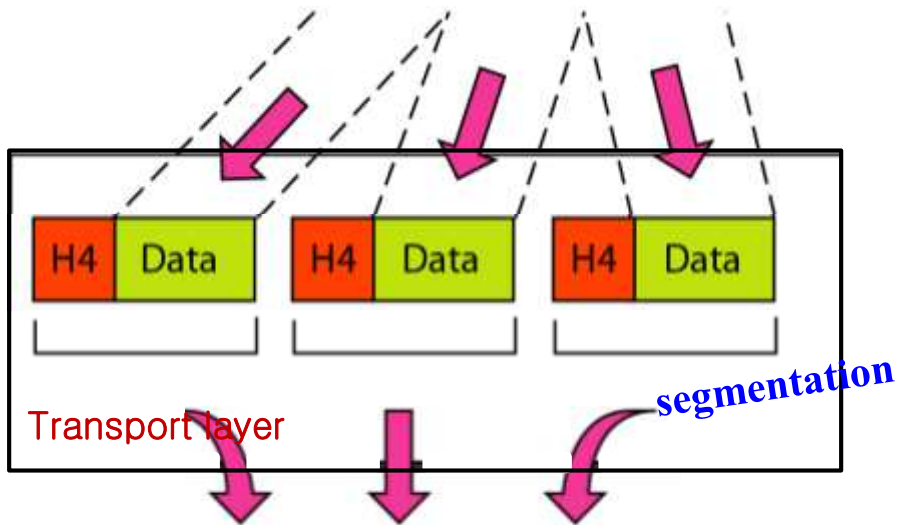 H4 Data H4 Data H4 Data
segmentation
Transport layer